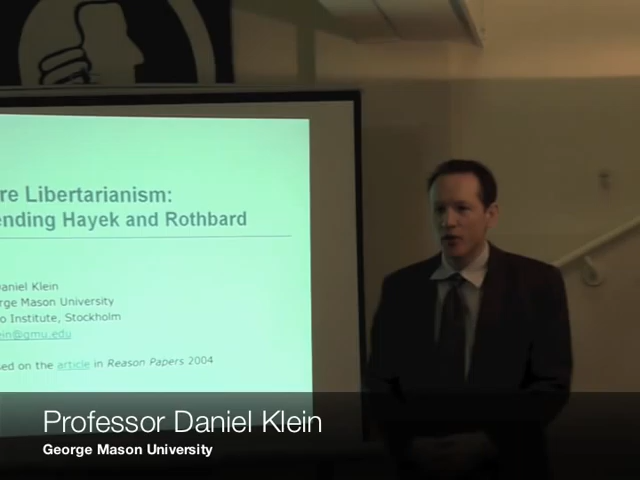 re Libertarianism:
ending Hayek and Rothbard
aniel Klein
rge Mason University
o Institute, Stockholm
ein@gmu.edu
sed on the article in Reason Papers 2004
Professor Daniel Klein
George Mason University